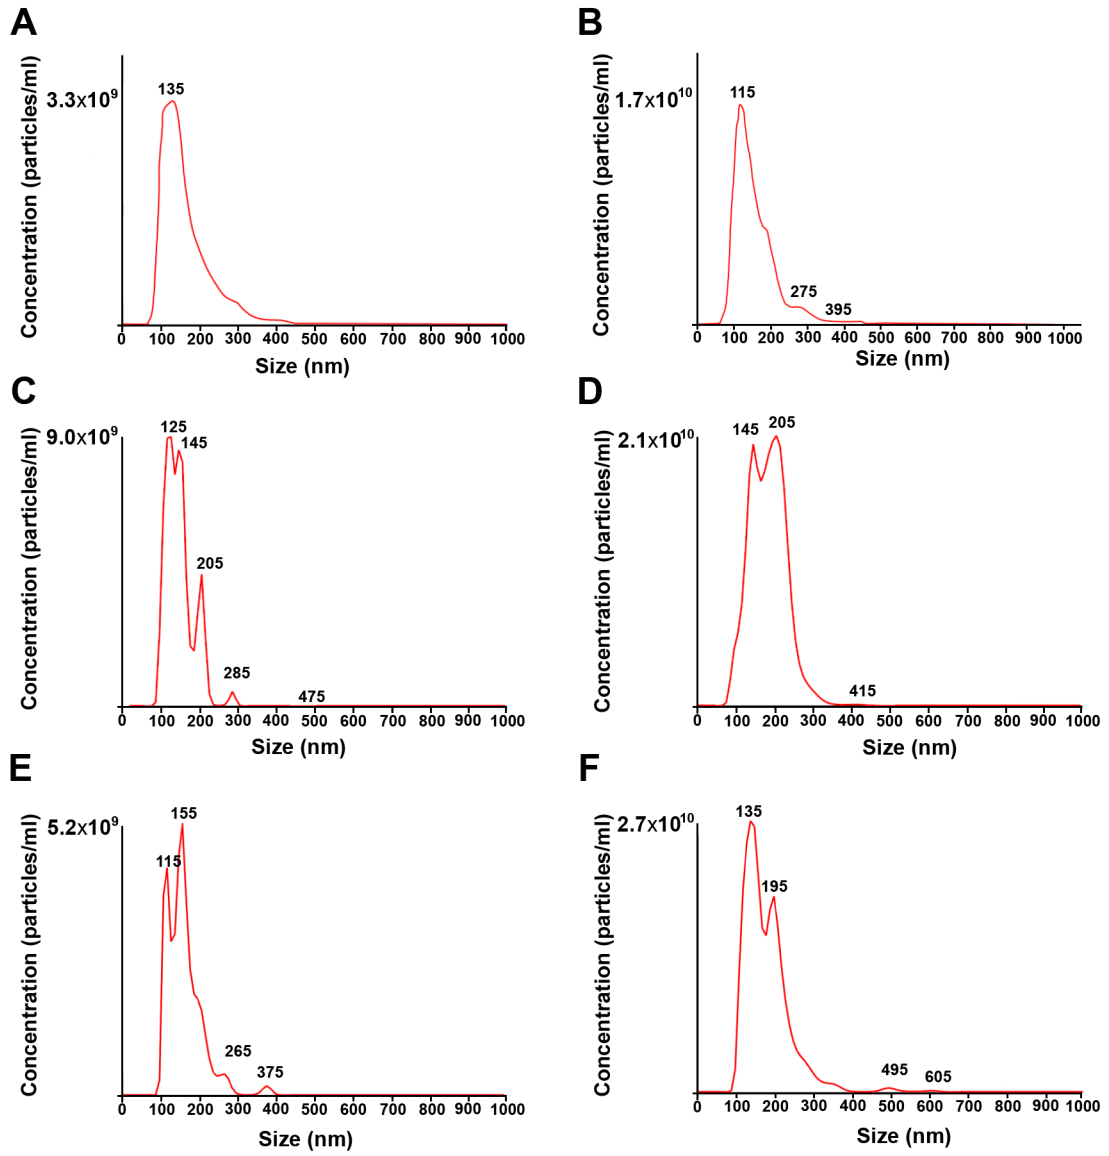 A
Concentration (particles/ml)
3.3x10⁹
135
0 100 200 300 400 500 600 700 800 900 1000
Size (nm)
B
Concentration (particles/ml)
1.7x10¹⁰
115
275
395
0 100 200 300 400 500 600 700 800 900 1000
Size (nm)
C
Concentration (particles/ml)
9.0x10⁹
125
145
205
285
475
0 100 200 300 400 500 600 700 800 900 1000
Size (nm)
D
Concentration (particles/ml)
2.1x10¹⁰
145
205
415
0 100 200 300 400 500 600 700 800 900 1000
Size (nm)
E
Concentration (particles/ml)
5.2x10⁹
155
115
265
375
0 100 200 300 400 500 600 700 800 900 1000
Size (nm)
F
Concentration (particles/ml)
2.7x10¹⁰
135
195
495
605
0 100 200 300 400 500 600 700 800 900 1000
Size (nm)